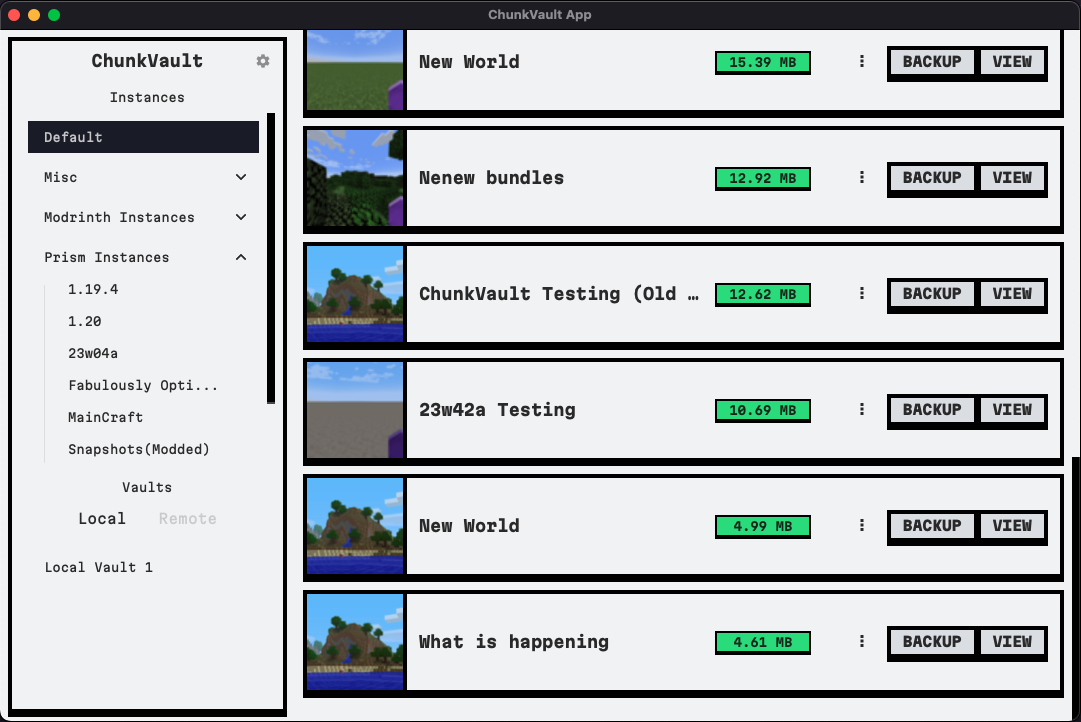 ChunkVault App
ChunkVault
Instances
Default
Misc
Modrinth Instances
Prism Instances
1.19.4
1.20
23w04a
Fabulously Opti...
MainCraft
Snapshots(Modded)
Vaults
Local Remote
Local Vault 1
New World 15.39 MB BACKUP VIEW
Nenew bundles 12.92 MB BACKUP VIEW
ChunkVault Testing (Old … 12.62 MB BACKUP VIEW
23w42a Testing 10.69 MB BACKUP VIEW
New World 4.99 MB BACKUP VIEW
What is happening 4.61 MB BACKUP VIEW